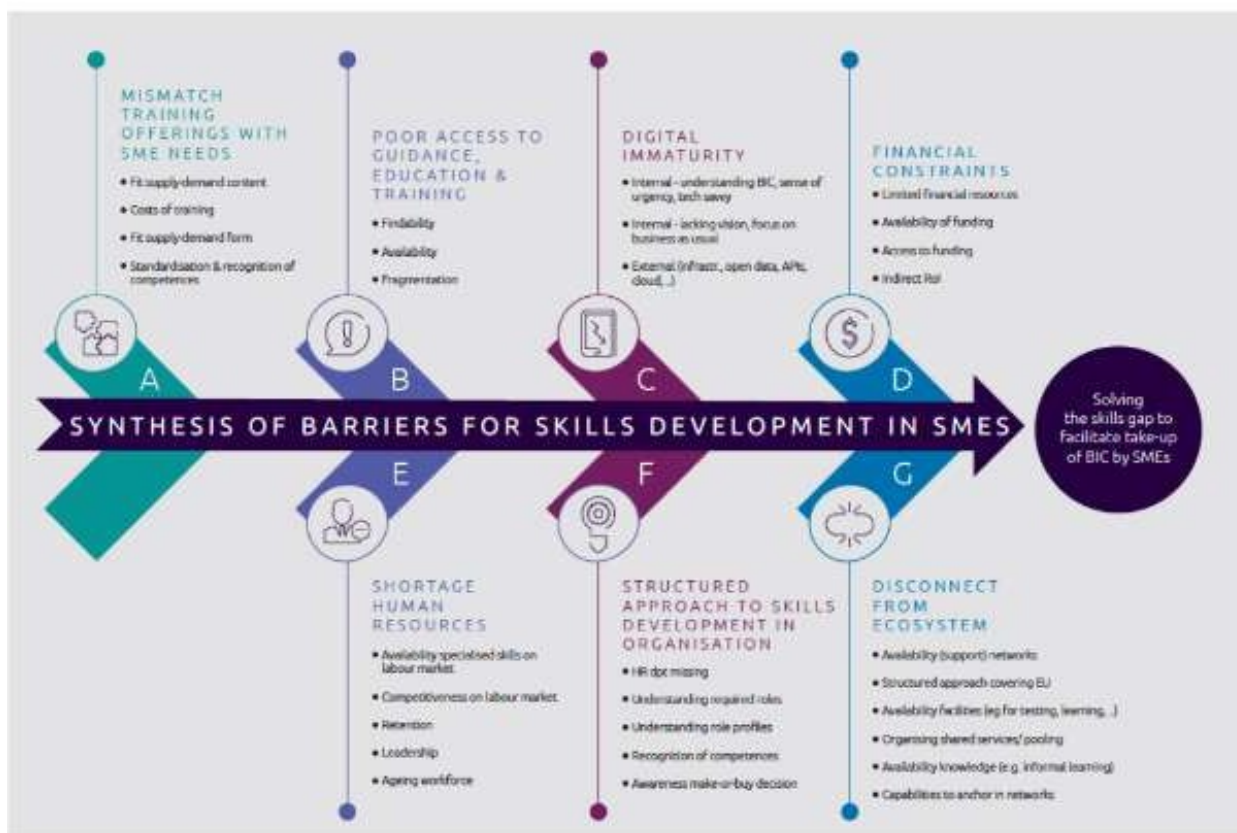 MISMATCH
TRAINING
OFFERINGS WITH
SME NEEDS
• Fit supply-demand content
• Costs of training
• Fit supply-demand form
• Standardisation & recognition of
competences
POOR ACCESS TO
GUIDANCE,
EDUCATION &
TRAINING
• Findability
• Availability
• Fragmentation
DIGITAL
IMMATURITY
• Internal - understanding BIC, sense of
urgency, tech savvy
• Internal - lacking vision, focus on
business as usual
• External (infrastr., open data, APIs,
cloud,...)
FINANCIAL
CONSTRAINTS
• Limited financial resources
• Availability of funding
• Access to funding
• Indirect RoI
A
B
C
D
SYNTHESIS OF BARRIERS FOR SKILLS DEVELOPMENT IN SMES
Solving
the skills gap to
facilitate take-up
of BIC by SMEs
E
F
G
SHORTAGE
HUMAN
RESOURCES
• Availability specialised skills on
labour market
• Competitiveness on labour market
• Retention
• Leadership
• Ageing workforce
STRUCTURED
APPROACH TO SKILLS
DEVELOPMENT IN
ORGANISATION
• HR dpt missing
• Understanding required roles
• Understanding role profiles
• Recognition of competences
• Awareness make-or-buy decision
DISCONNECT
FROM
ECOSYSTEM
• Availability (support) networks
• Structured approach covering EU
• Availability facilities (eg for testing, learning, ..)
• Organising shared services/ pooling
• Availability knowledge (e.g. informal learning)
• Capabilities to anchor in networks